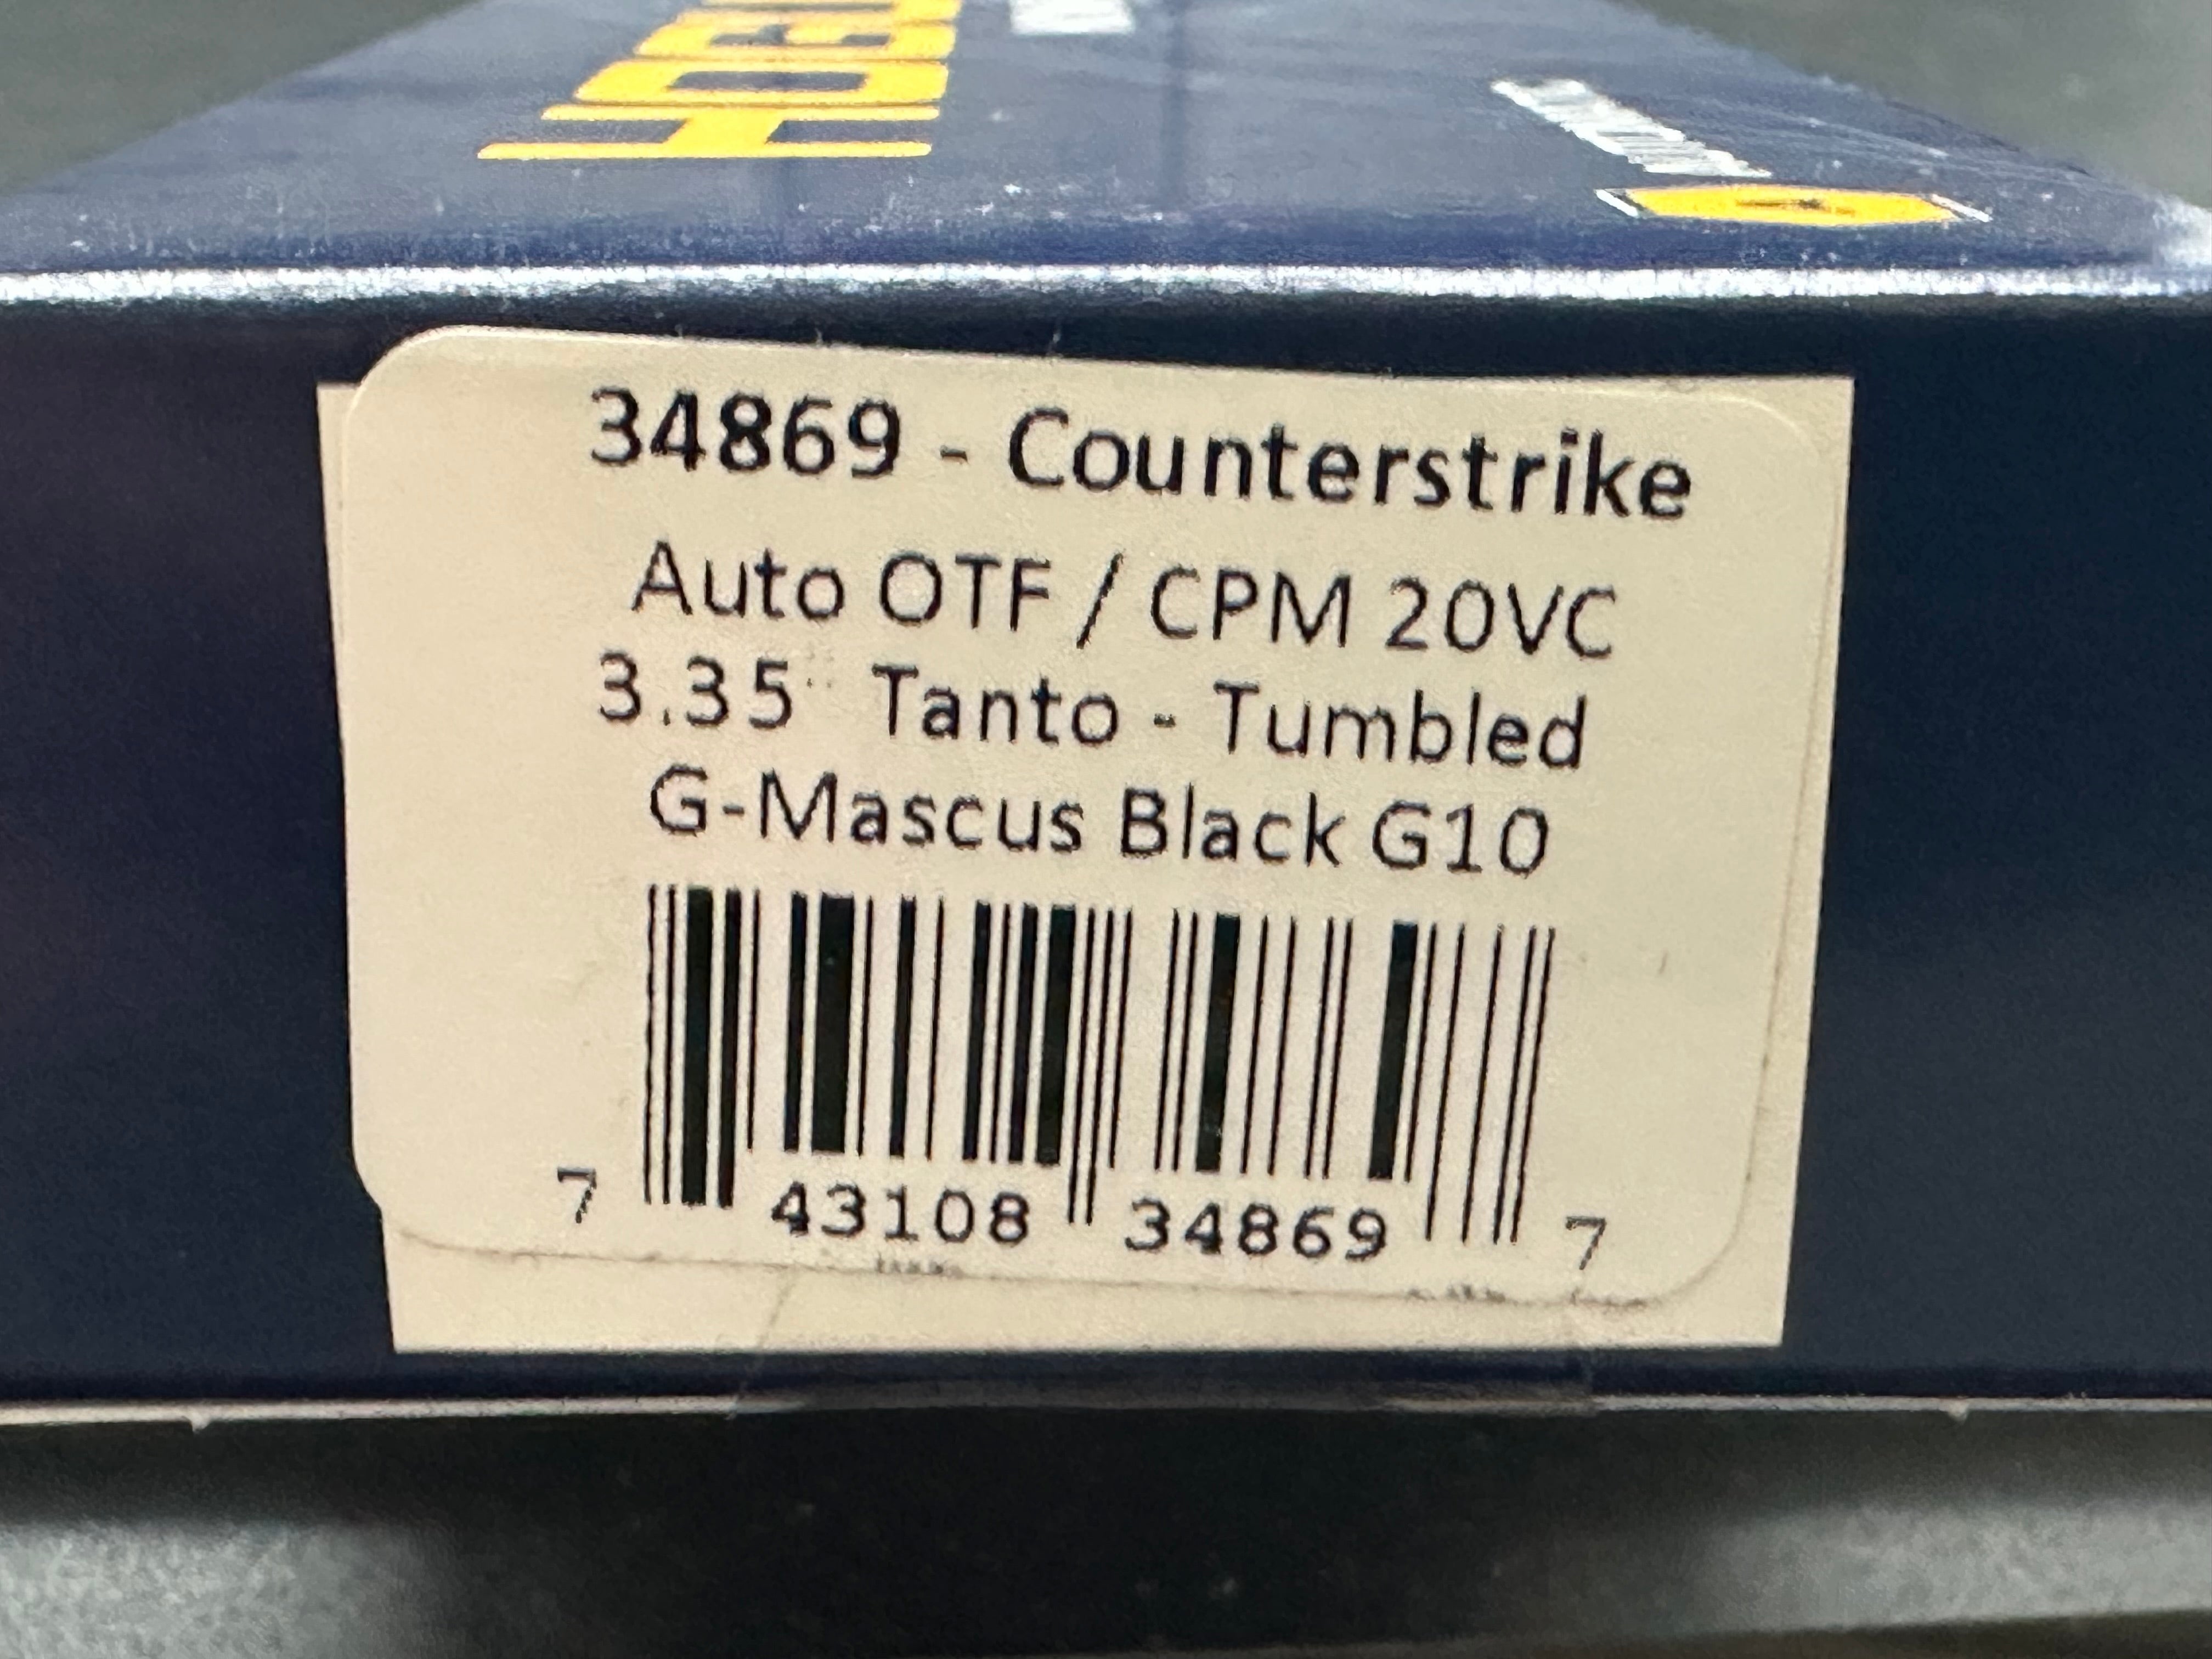 34869 - Counterstrike
Auto OTF / CPM 20VC
3.35" Tanto - Tumbled
G-Mascus Black G10
7 43108 34869 7